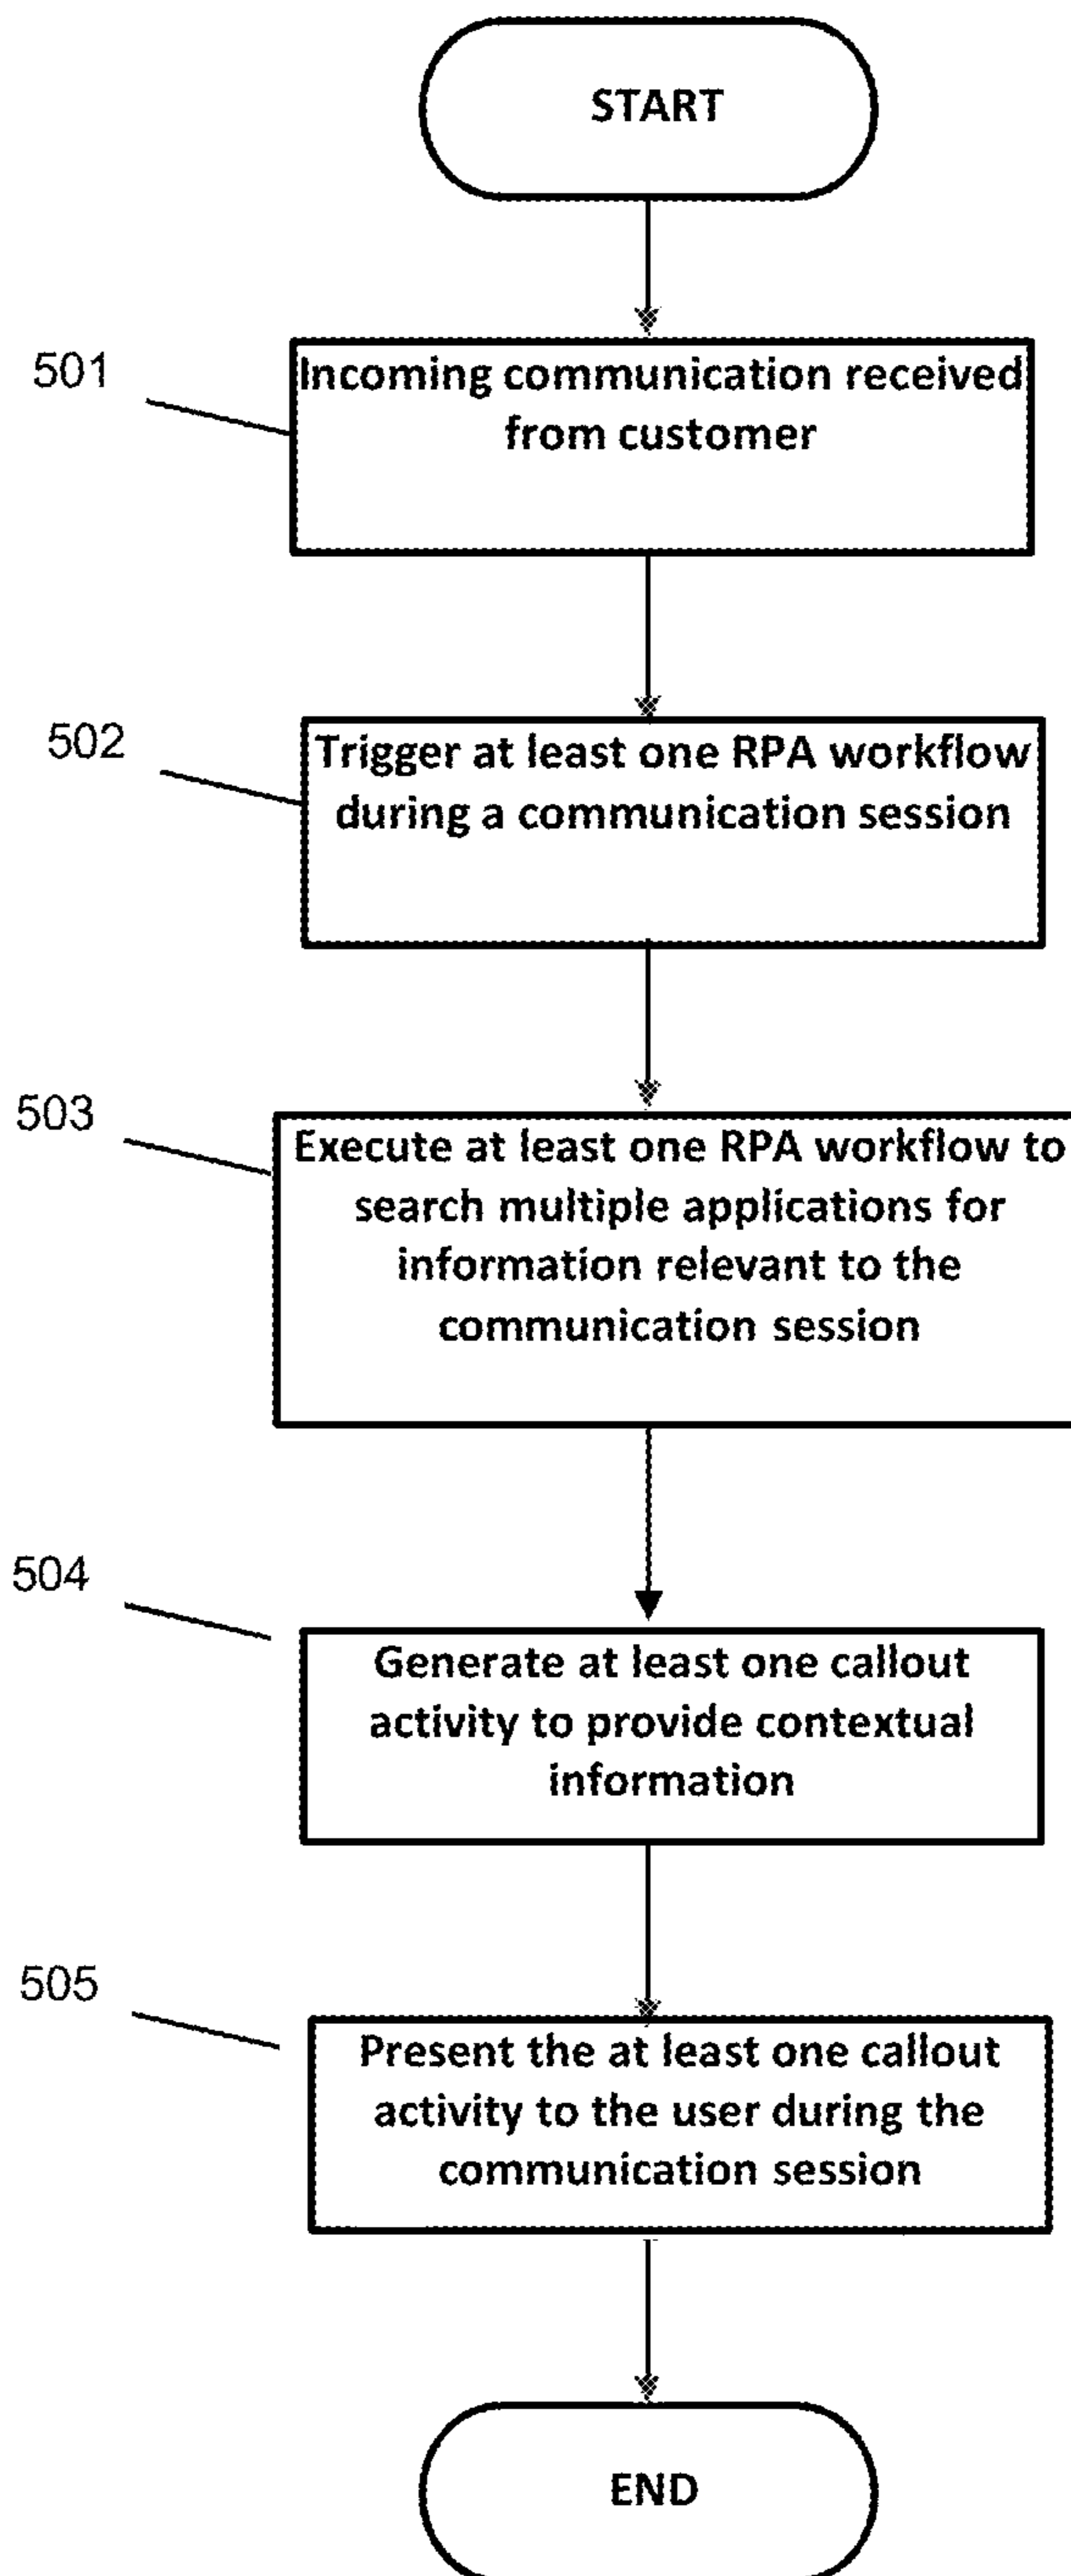 START
501
Incoming communication received
from customer
502
Trigger at least one RPA workflow
during a communication session
503
Execute at least one RPA workflow to
search multiple applications for
information relevant to the
communication session
504
Generate at least one callout
activity to provide contextual
information
505
Present the at least one callout
activity to the user during the
communication session
END